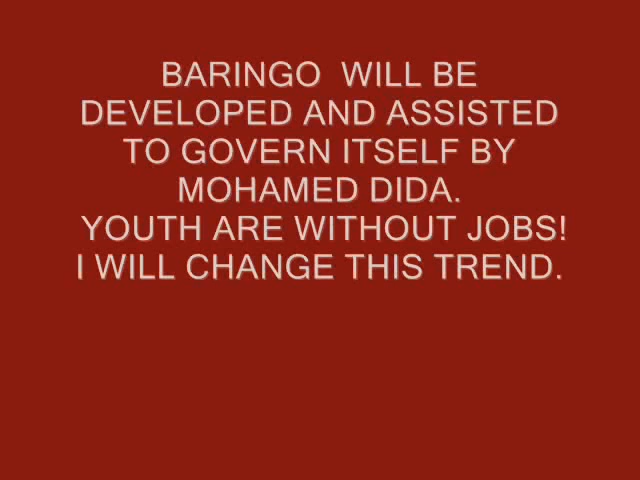 BARINGO  WILL BE
DEVELOPED AND ASSISTED
TO GOVERN ITSELF BY
MOHAMED DIDA.
YOUTH ARE WITHOUT JOBS!
I WILL CHANGE THIS TREND.